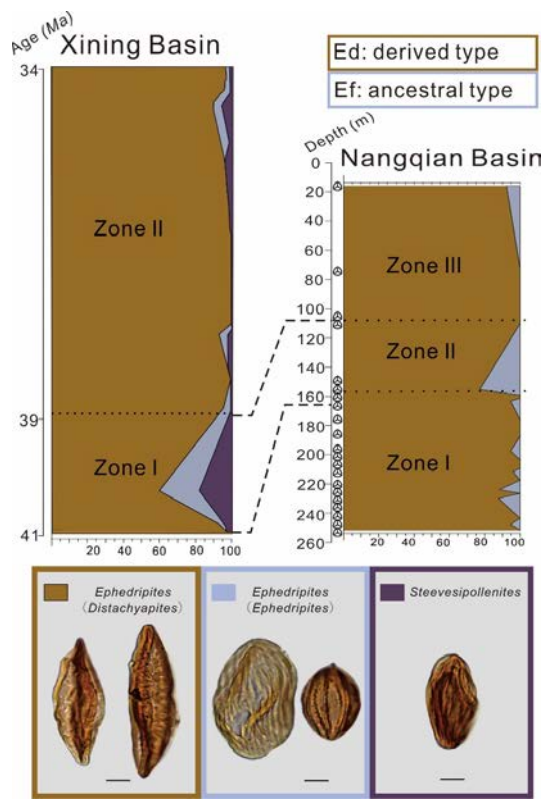 Xining Basin
Age (Ma)
34
39
41
Zone II
Zone I
20 40 60 80 100
Ed: derived type
Ef: ancestral type
Depth (m)
Nangqian Basin
0
20
40
60
80
100
120
140
160
180
200
220
240
260
Zone III
Zone II
Zone I
20 40 60 80 100
Ephedripites
(Distachyapites)
Ephedripites
(Ephedripites)
Steevesipollenites